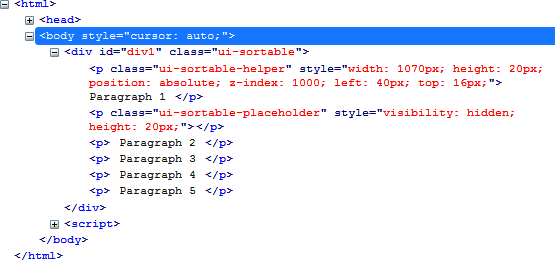 <html>
<head>
<body style="cursor: auto;">
<div id="div1" class="ui-sortable">
<p class="ui-sortable-helper" style="width: 1070px; height: 20px;
position: absolute; z-index: 1000; left: 40px; top: 16px;">
Paragraph 1 </p>
<p class="ui-sortable-placeholder" style="visibility: hidden;
height: 20px;"></p>
<p> Paragraph 2 </p>
<p> Paragraph 3 </p>
<p> Paragraph 4 </p>
<p> Paragraph 5 </p>
</div>
<script>
</body>
</html>